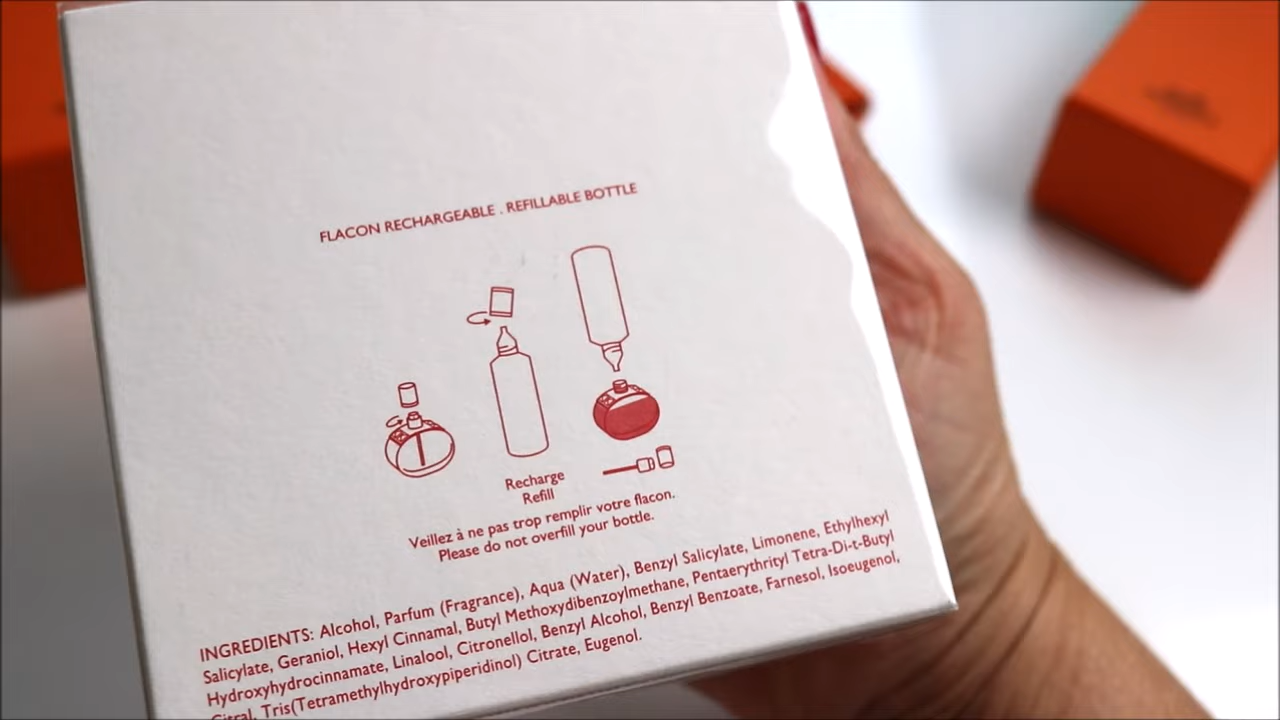 FLACON RECHARGEABLE . REFILLABLE BOTTLE
Recharge
Refill
Veillez à ne pas trop remplir votre flacon.
Please do not overfill your bottle.
INGREDIENTS: Alcohol, Parfum (Fragrance), Aqua (Water), Benzyl Salicylate, Limonene, Ethylhexyl
Salicylate, Geraniol, Hexyl Cinnamal, Butyl Methoxydibenzoylmethane, Pentaerythrityl Tetra-Di-t-Butyl
Hydroxyhydrocinnamate, Linalool, Citronellol, Benzyl Alcohol, Benzyl Benzoate, Farnesol, Isoeugenol,
Citral, Tris(Tetramethylhydroxypiperidinol) Citrate, Eugenol.